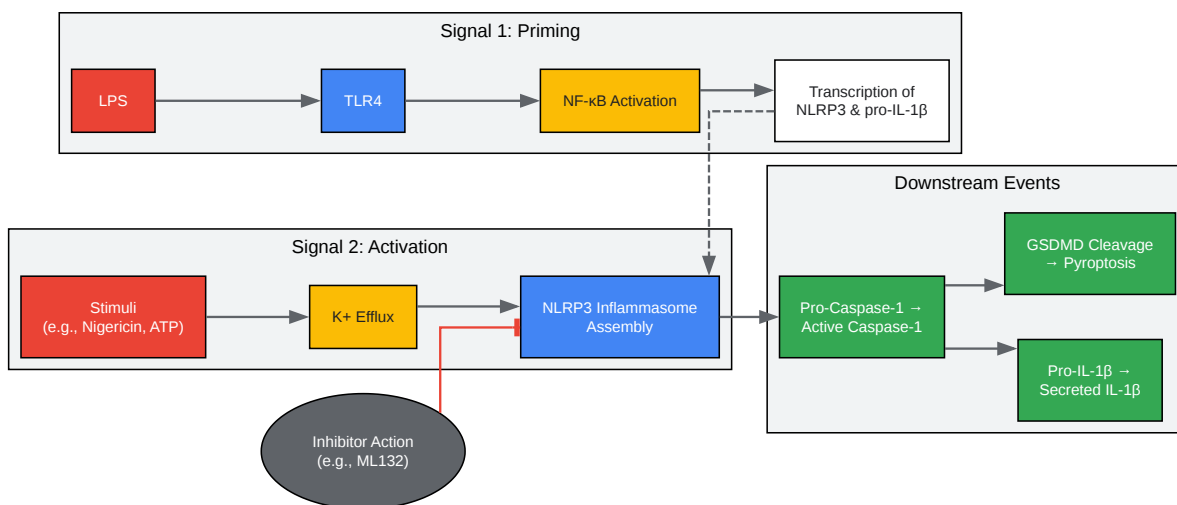 Signal 1: Priming
LPS
TLR4
NF-κB Activation
Transcription of
NLRP3 & pro-IL-1β
Downstream Events
Signal 2: Activation
Stimuli
(e.g., Nigericin, ATP)
K+ Efflux
NLRP3 Inflammasome
Assembly
Pro-Caspase-1 →
Active Caspase-1
GSDMD Cleavage
→ Pyroptosis
Pro-IL-1β →
Secreted IL-1β
Inhibitor Action
(e.g., ML132)